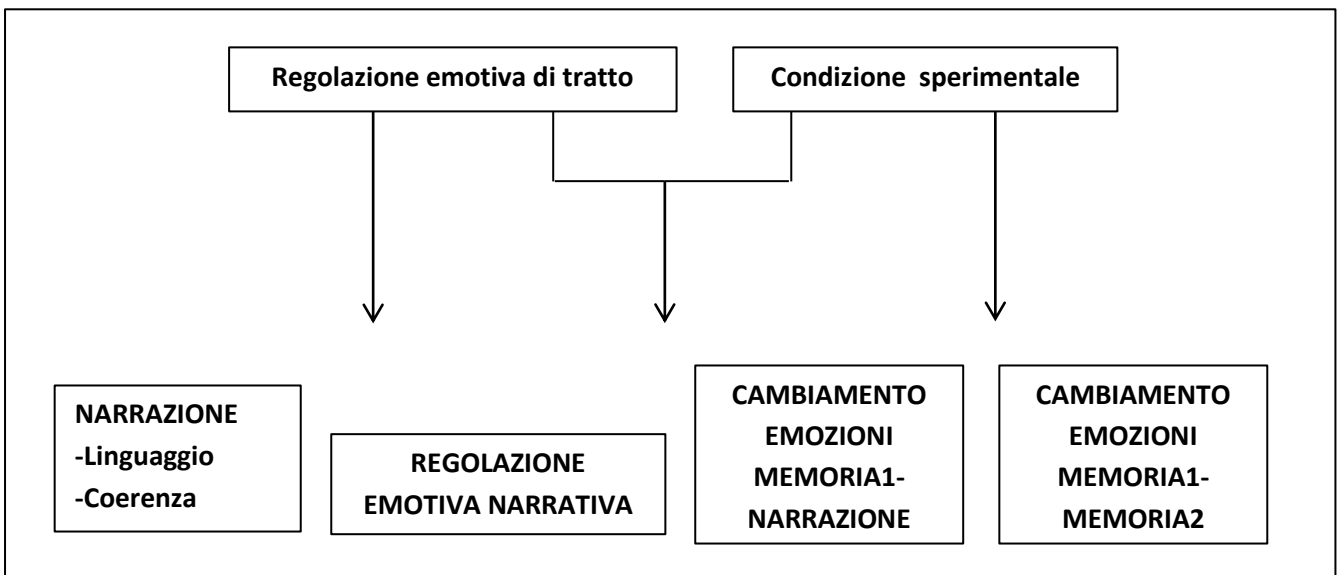 Regolazione emotiva di tratto
Condizione sperimentale
NARRAZIONE
-Linguaggio
-Coerenza
REGOLAZIONE
EMOTIVA NARRATIVA
CAMBIAMENTO
EMOZIONI
MEMORIA1-
NARRAZIONE
CAMBIAMENTO
EMOZIONI
MEMORIA1-
MEMORIA2